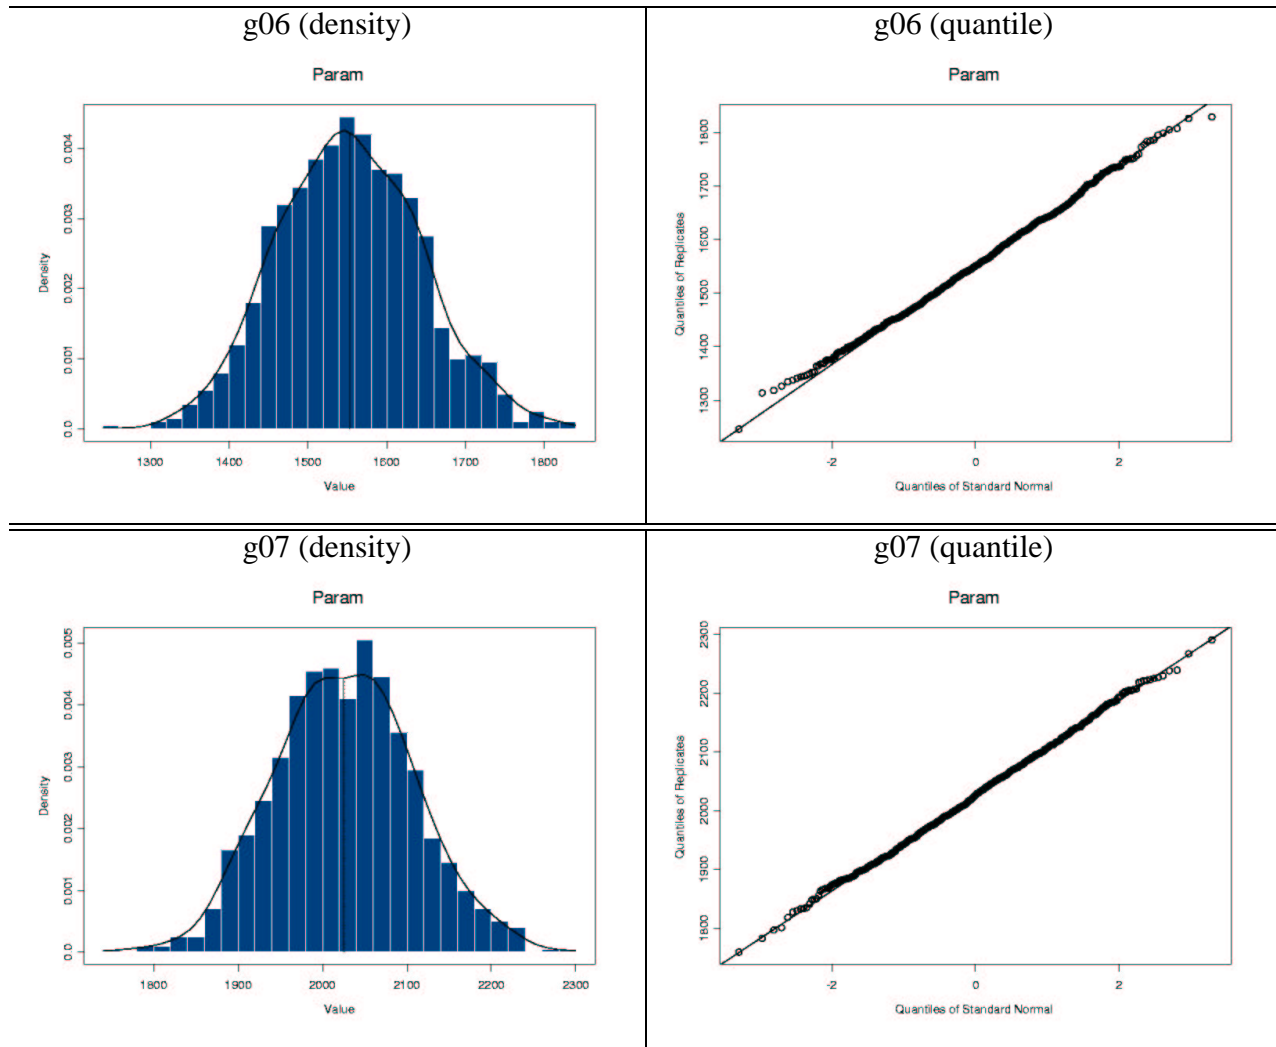 g06 (density)
g06 (quantile)
Param
Param
Density
0.0
0.001
0.002
0.003
0.004
1300
1400
1500
1600
1700
1800
Value
Quantiles of Replicates
1300
1400
1500
1600
1700
1800
-2
0
2
Quantiles of Standard Normal
g07 (density)
g07 (quantile)
Param
Param
Density
0.0
0.001
0.002
0.003
0.004
0.005
1800
1900
2000
2100
2200
2300
Value
Quantiles of Replicates
1800
1900
2000
2100
2200
2300
-2
0
2
Quantiles of Standard Normal